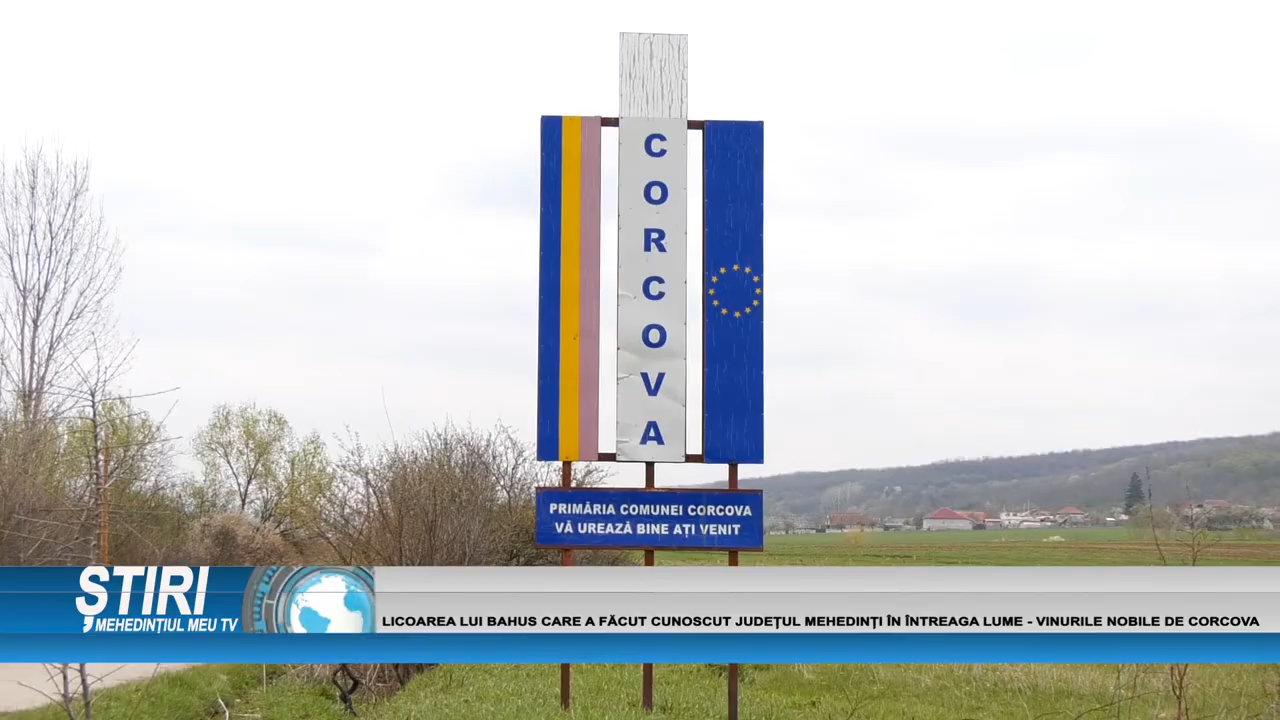 CORCOVA
PRIMĂRIA COMUNEI CORCOVA
VĂ UREAZĂ BINE AȚI VENIT
ȘTIRI
MEHEDINȚIUL MEU TV
LICOAREA LUI BAHUS CARE A FĂCUT CUNOSCUT JUDEȚUL MEHEDINȚI ÎN ÎNTREAGA LUME - VINURILE NOBILE DE CORCOVA